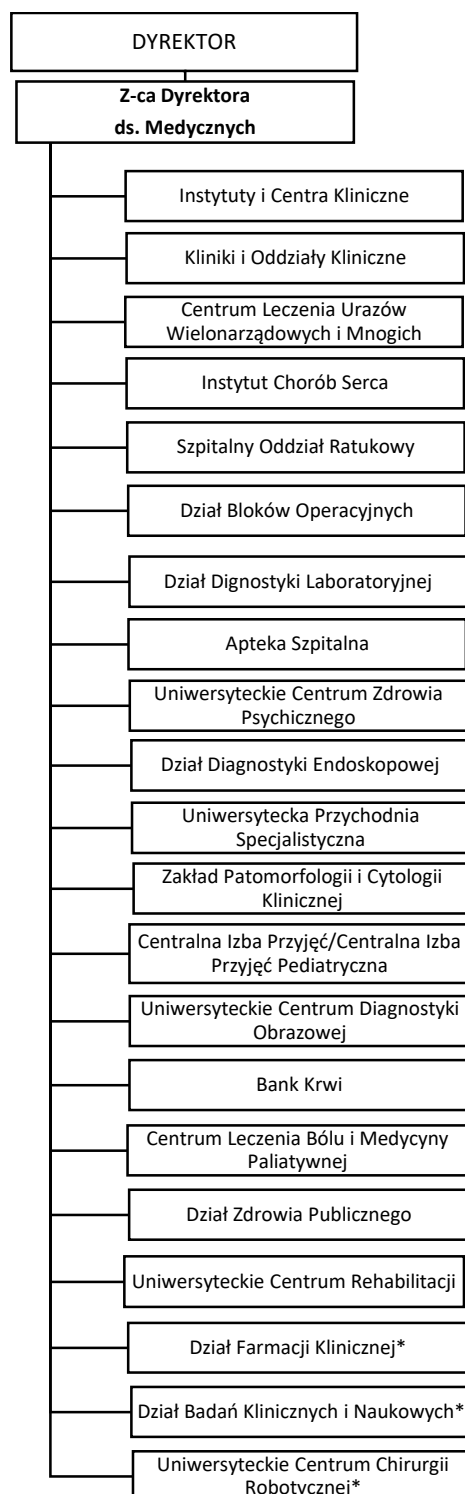 DYREKTOR
Z-ca Dyrektora
ds. Medycznych
Instytuty i Centra Kliniczne
Kliniki i Oddziały Kliniczne
Centrum Leczenia Urazów
Wielonarządowych i Mnogich
Instytut Chorób Serca
Szpitalny Oddział Ratukowy
Dział Bloków Operacyjnych
Dział Dignostyki Laboratoryjnej
Apteka Szpitalna
Uniwersyteckie Centrum Zdrowia
Psychicznego
Dział Diagnostyki Endoskopowej
Uniwersytecka Przychodnia
Specjalistyczna
Zakład Patomorfologii i Cytologii
Klinicznej
Centralna Izba Przyjęć/Centralna Izba
Przyjęć Pediatryczna
Uniwersyteckie Centrum Diagnostyki
Obrazowej
Bank Krwi
Centrum Leczenia Bólu i Medycyny
Paliatywnej
Dział Zdrowia Publicznego
Uniwersyteckie Centrum Rehabilitacji
Dział Farmacji Klinicznej*
Dział Badań Klinicznych i Naukowych*
Uniwersyteckie Centrum Chirurgii
Robotycznej*